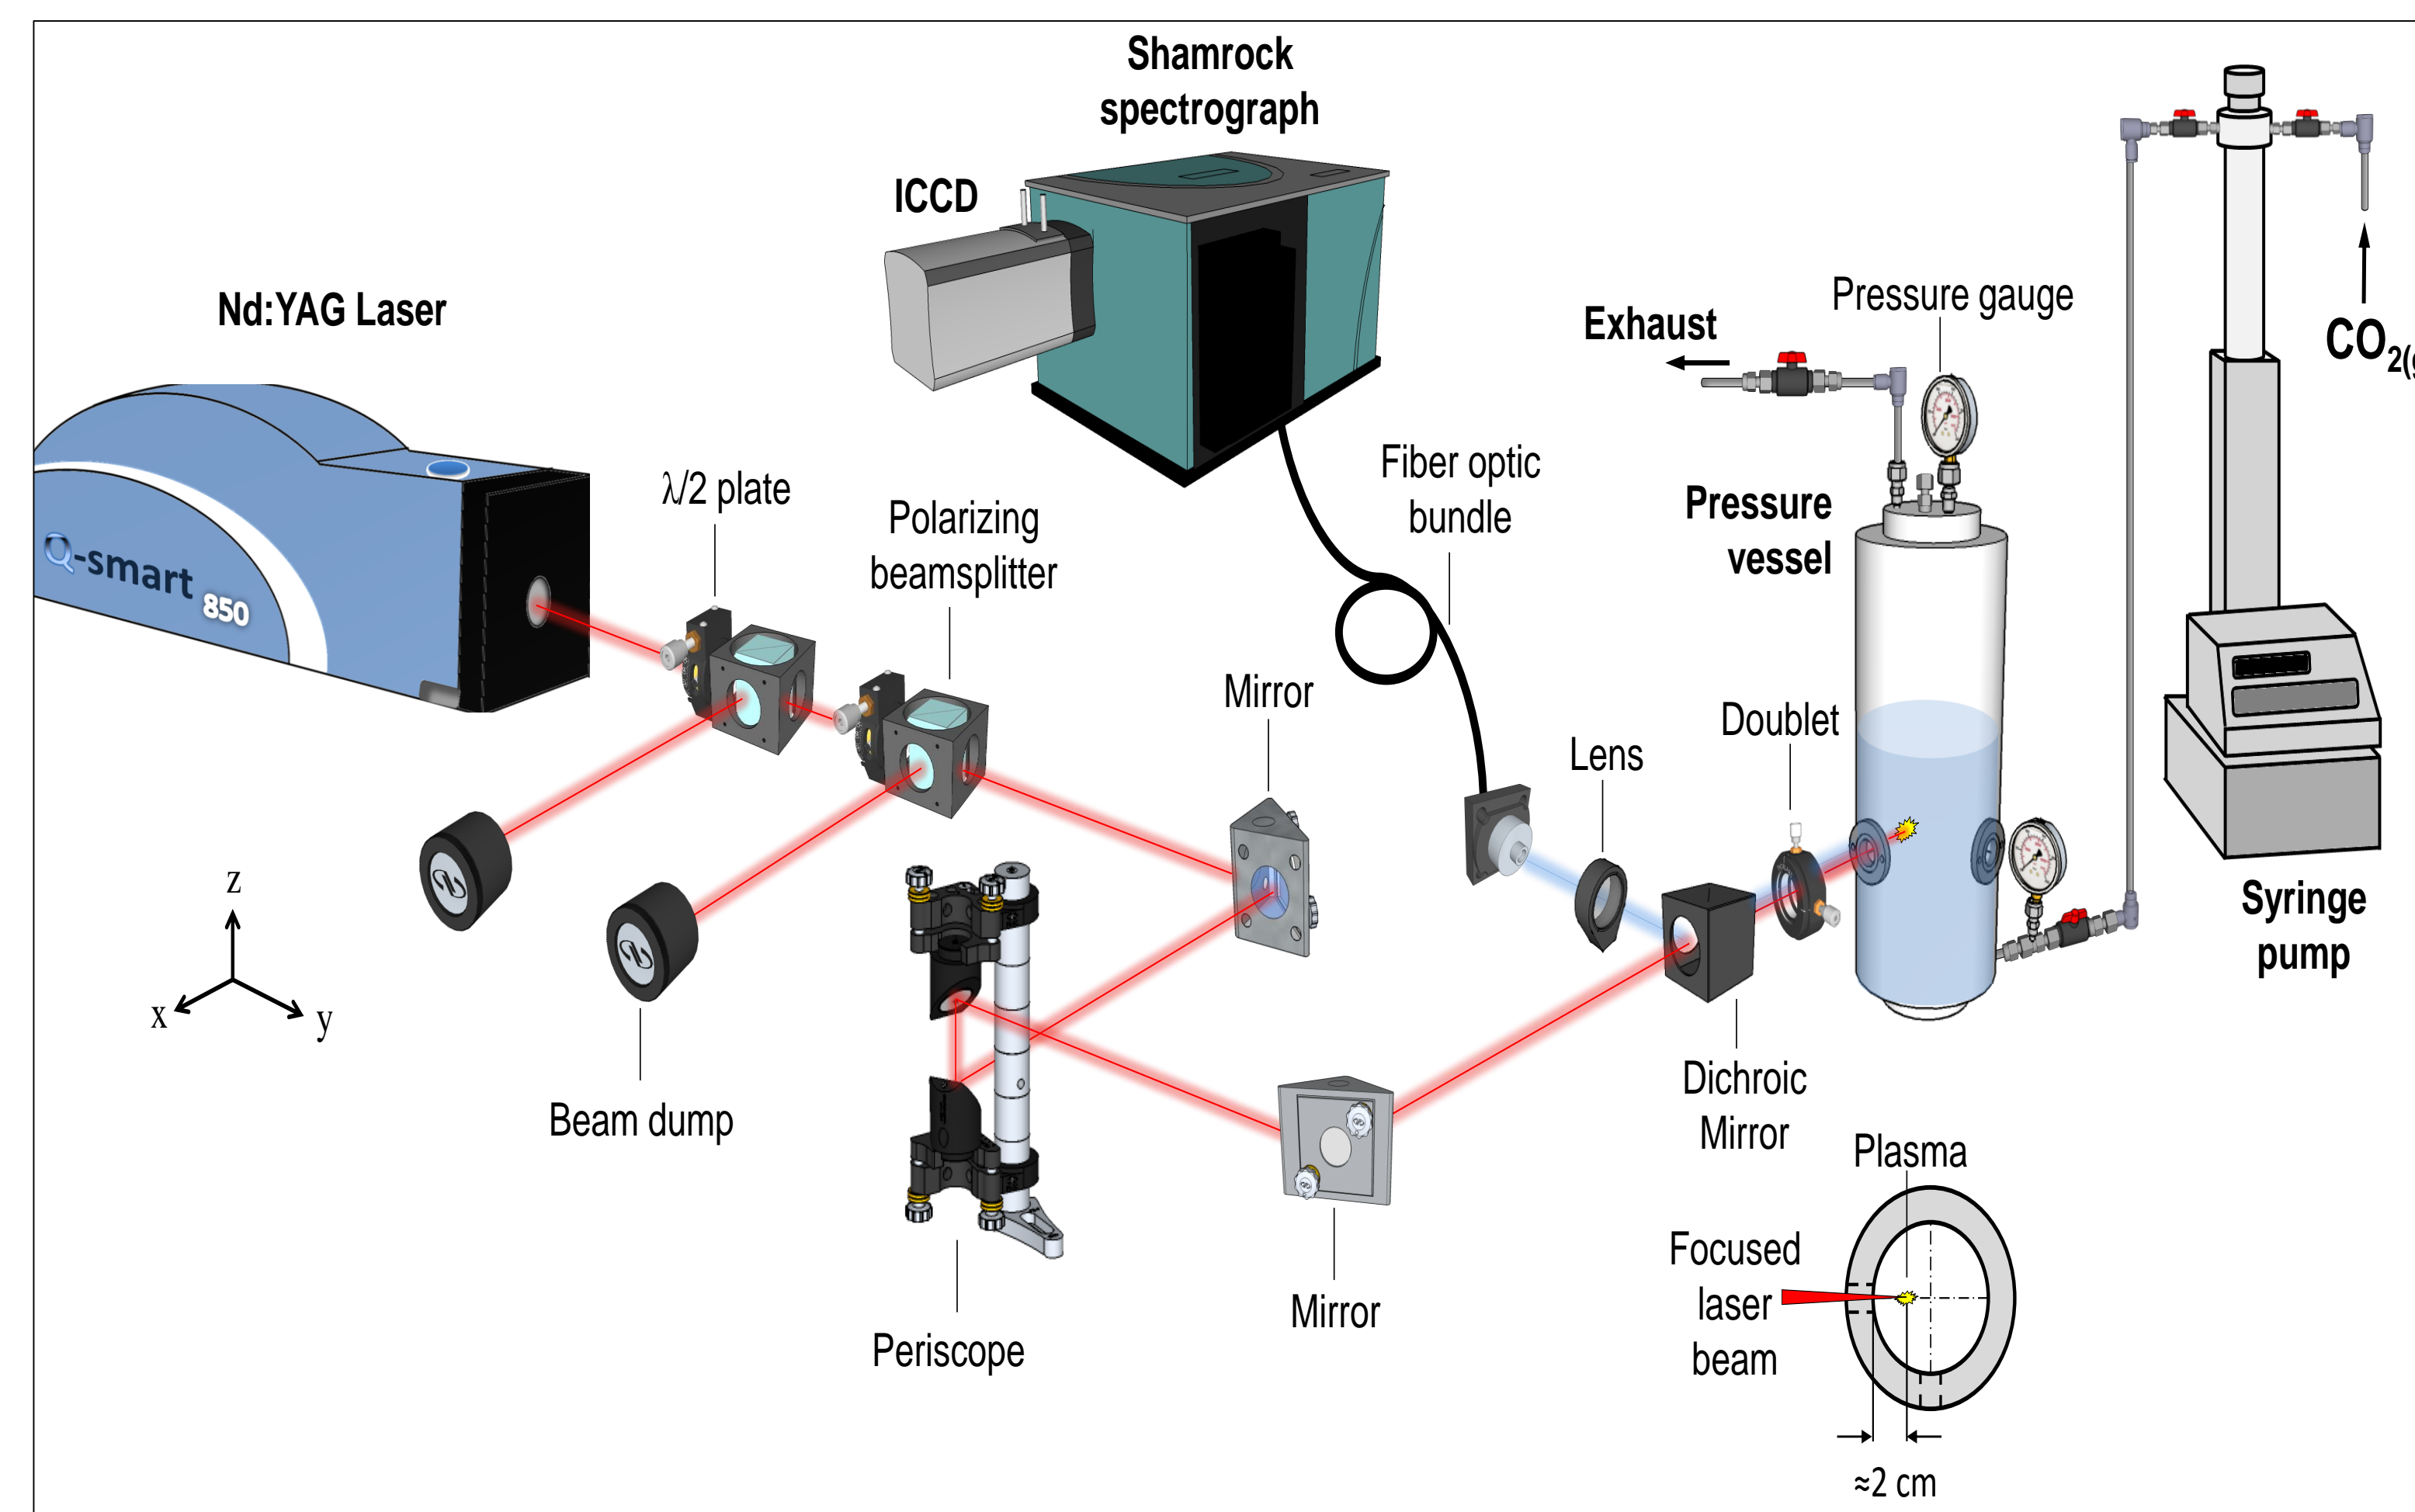 Shamrock
spectrograph
ICCD
Nd:YAG Laser
Q-smart 850
λ/2 plate
Polarizing
beamsplitter
Fiber optic
bundle
Exhaust
Pressure gauge
CO2(g
Pressure
vessel
Mirror
Lens
Doublet
Syringe
pump
z
x
y
Beam dump
Periscope
Mirror
Dichroic
Mirror
Plasma
Focused
laser
beam
≈2 cm